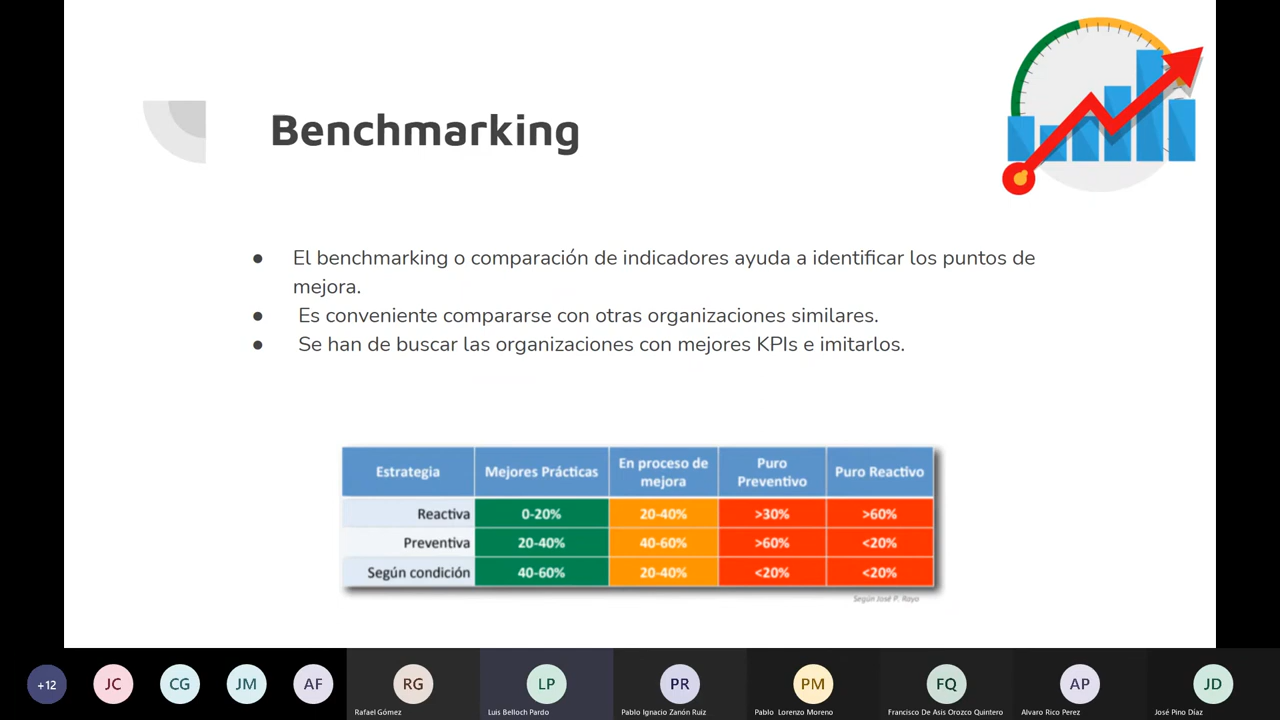 Benchmarking
● El benchmarking o comparación de indicadores ayuda a identificar los puntos de
mejora.
● Es conveniente compararse con otras organizaciones similares.
● Se han de buscar las organizaciones con mejores KPIs e imitarlos.
Estrategia Mejores Prácticas En proceso de mejora Puro Preventivo Puro Reactivo
Reactiva 0-20% 20-40% >30% >60%
Preventiva 20-40% 40-60% >60% <20%
Según condición 40-60% 20-40% <20% <20%
Según José P. Rayo
+12 JC CG JM AF RG LP PR PM FQ AP JD
Rafael Gómez Luis Belloch Pardo Pablo Ignacio Zanón Ruiz Pablo Lorenzo Moreno Francisco De Asis Orozco Quintero Alvaro Rico Perez José Pino Díaz